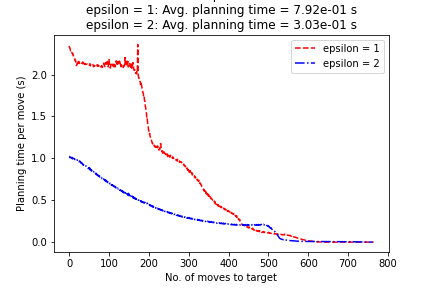 epsilon = 1: Avg. planning time = 7.92e-01 s
epsilon = 2: Avg. planning time = 3.03e-01 s
epsilon = 1
epsilon = 2
Planning time per move (s)
2.0
1.5
1.0
0.5
0.0
0 100 200 300 400 500 600 700 800
No. of moves to target